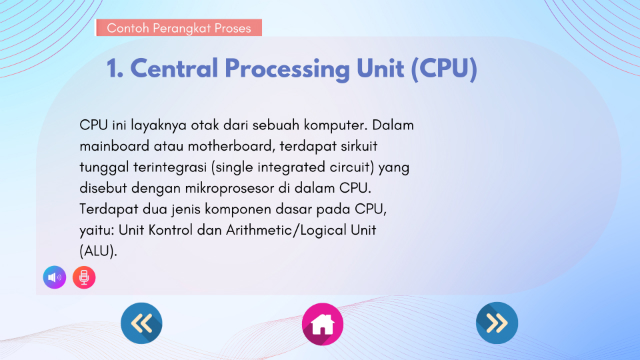 Contoh Perangkat Proses
1. Central Processing Unit (CPU)
CPU ini layaknya otak dari sebuah komputer. Dalam
mainboard atau motherboard, terdapat sirkuit
tunggal terintegrasi (single integrated circuit) yang
disebut dengan mikroprosesor di dalam CPU.
Terdapat dua jenis komponen dasar pada CPU,
yaitu: Unit Kontrol dan Arithmetic/Logical Unit
(ALU).